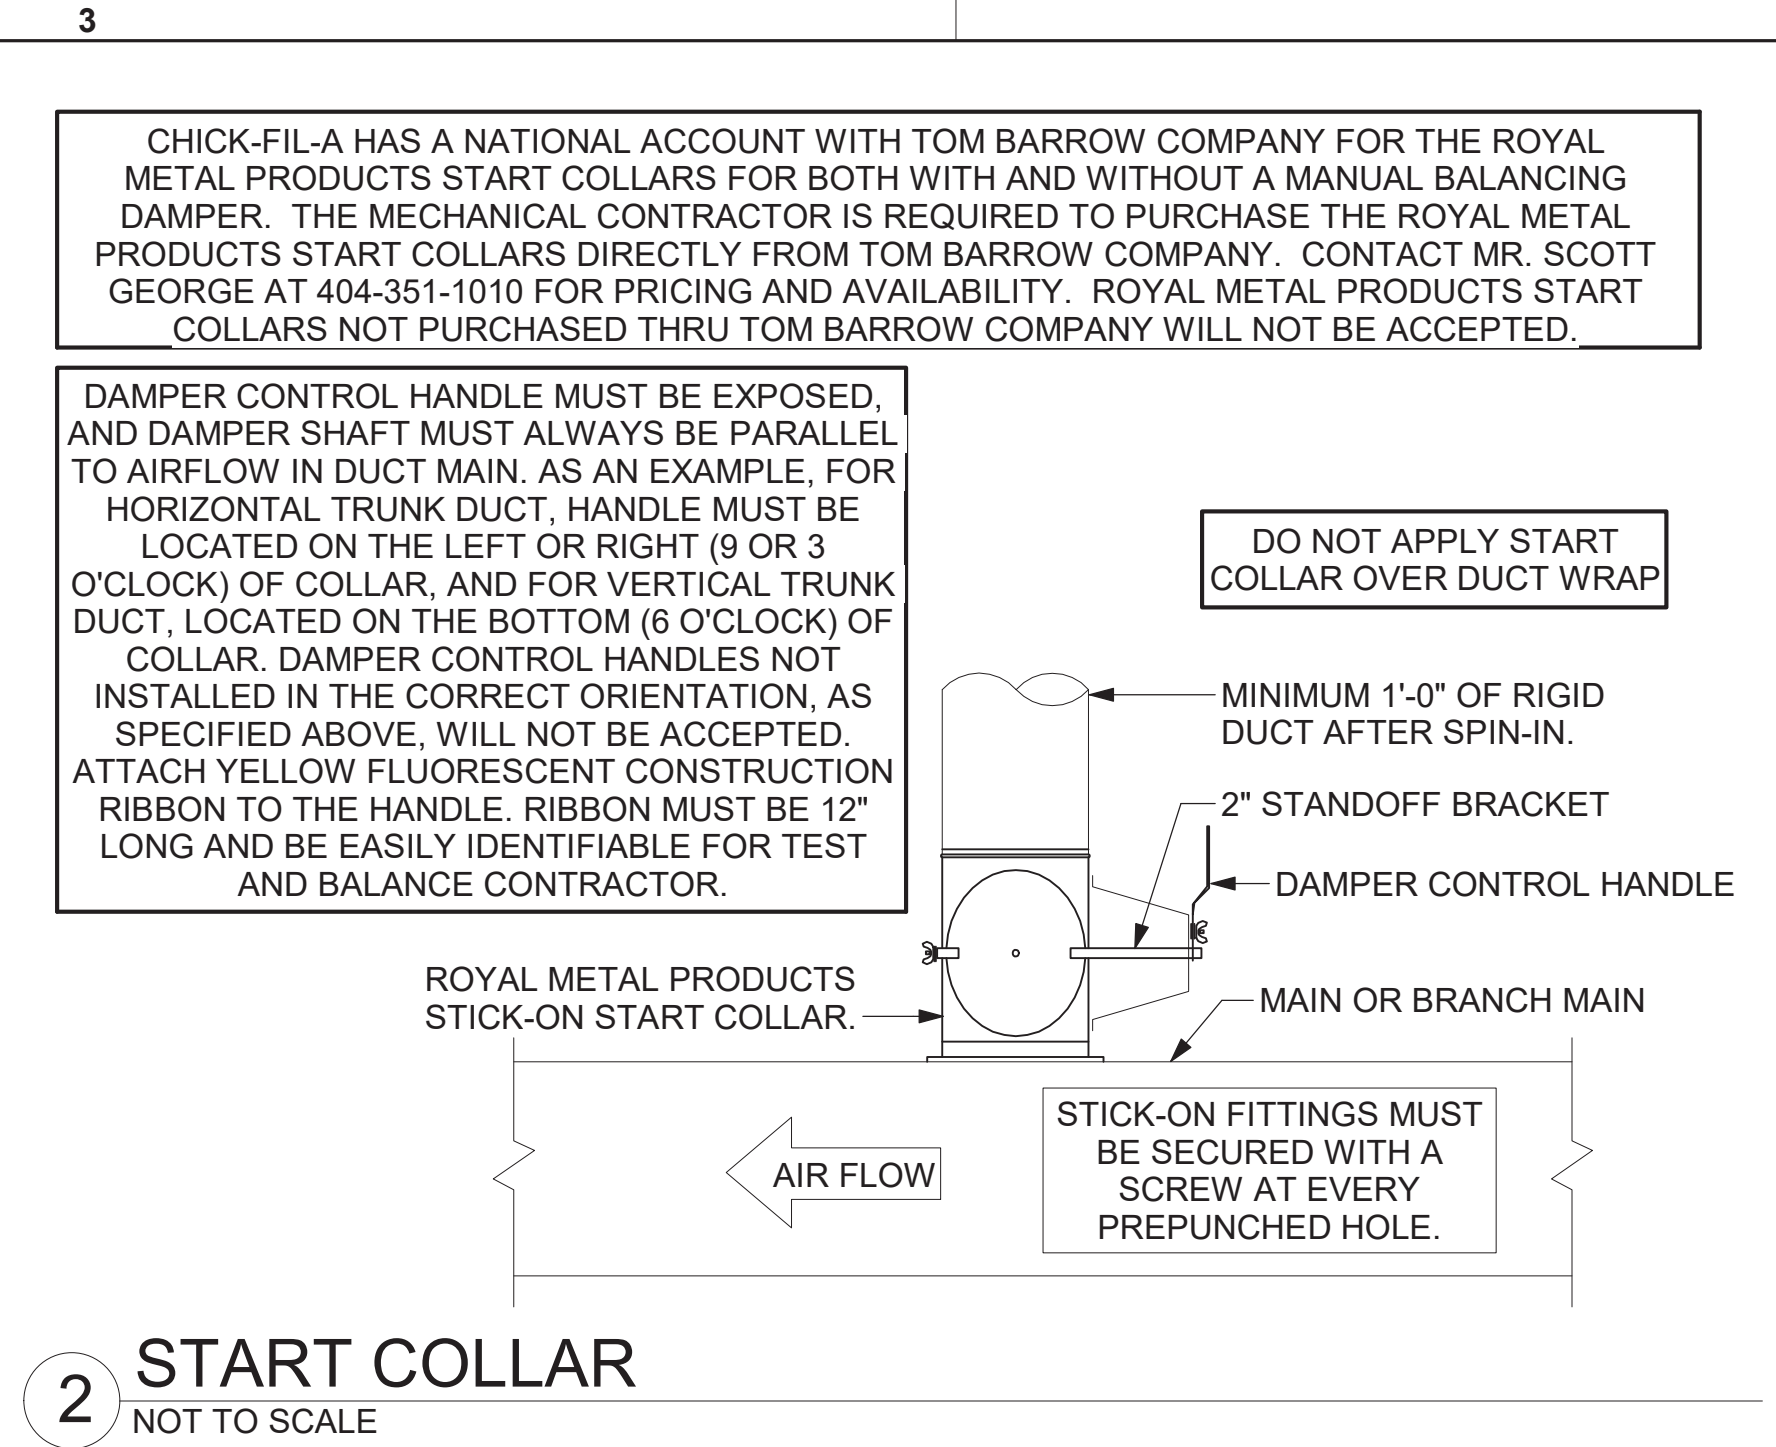 3
CHICK-FIL-A HAS A NATIONAL ACCOUNT WITH TOM BARROW COMPANY FOR THE ROYAL
METAL PRODUCTS START COLLARS FOR BOTH WITH AND WITHOUT A MANUAL BALANCING
DAMPER. THE MECHANICAL CONTRACTOR IS REQUIRED TO PURCHASE THE ROYAL METAL
PRODUCTS START COLLARS DIRECTLY FROM TOM BARROW COMPANY. CONTACT MR. SCOTT
GEORGE AT 404-351-1010 FOR PRICING AND AVAILABILITY. ROYAL METAL PRODUCTS START
COLLARS NOT PURCHASED THRU TOM BARROW COMPANY WILL NOT BE ACCEPTED.
DAMPER CONTROL HANDLE MUST BE EXPOSED,
AND DAMPER SHAFT MUST ALWAYS BE PARALLEL
TO AIRFLOW IN DUCT MAIN. AS AN EXAMPLE, FOR
HORIZONTAL TRUNK DUCT, HANDLE MUST BE
LOCATED ON THE LEFT OR RIGHT (9 OR 3
O'CLOCK) OF COLLAR, AND FOR VERTICAL TRUNK
DUCT, LOCATED ON THE BOTTOM (6 O'CLOCK) OF
COLLAR. DAMPER CONTROL HANDLES NOT
INSTALLED IN THE CORRECT ORIENTATION, AS
SPECIFIED ABOVE, WILL NOT BE ACCEPTED.
ATTACH YELLOW FLUORESCENT CONSTRUCTION
RIBBON TO THE HANDLE. RIBBON MUST BE 12"
LONG AND BE EASILY IDENTIFIABLE FOR TEST
AND BALANCE CONTRACTOR.
DO NOT APPLY START
COLLAR OVER DUCT WRAP
MINIMUM 1'-0" OF RIGID
DUCT AFTER SPIN-IN.
2" STANDOFF BRACKET
DAMPER CONTROL HANDLE
ROYAL METAL PRODUCTS
STICK-ON START COLLAR.
MAIN OR BRANCH MAIN
STICK-ON FITTINGS MUST
BE SECURED WITH A
SCREW AT EVERY
PREPUNCHED HOLE.
AIR FLOW
2
START COLLAR
NOT TO SCALE